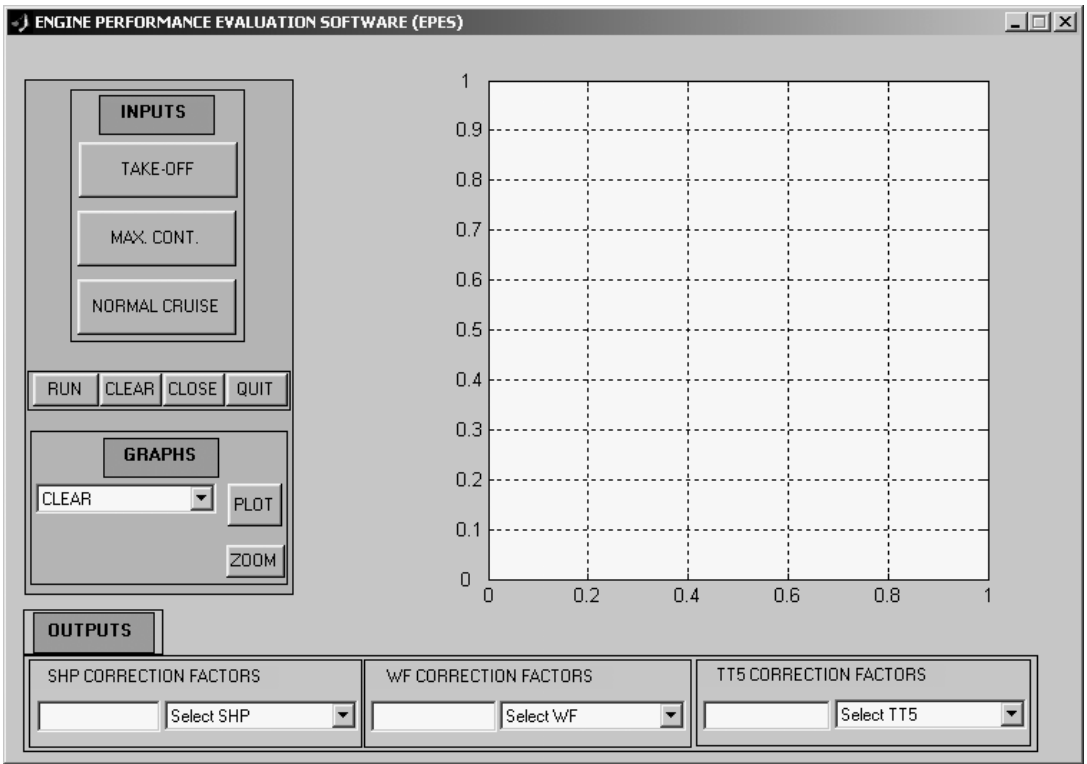 ENGINE PERFORMANCE EVALUATION SOFTWARE (EPES)
INPUTS
TAKE-OFF
MAX. CONT.
NORMAL CRUISE
RUN CLEAR CLOSE QUIT
GRAPHS
CLEAR
PLOT
ZOOM
1
0.9
0.8
0.7
0.6
0.5
0.4
0.3
0.2
0.1
0
0 0.2 0.4 0.6 0.8 1
OUTPUTS
SHP CORRECTION FACTORS
Select SHP
WF CORRECTION FACTORS
Select WF
TT5 CORRECTION FACTORS
Select TT5